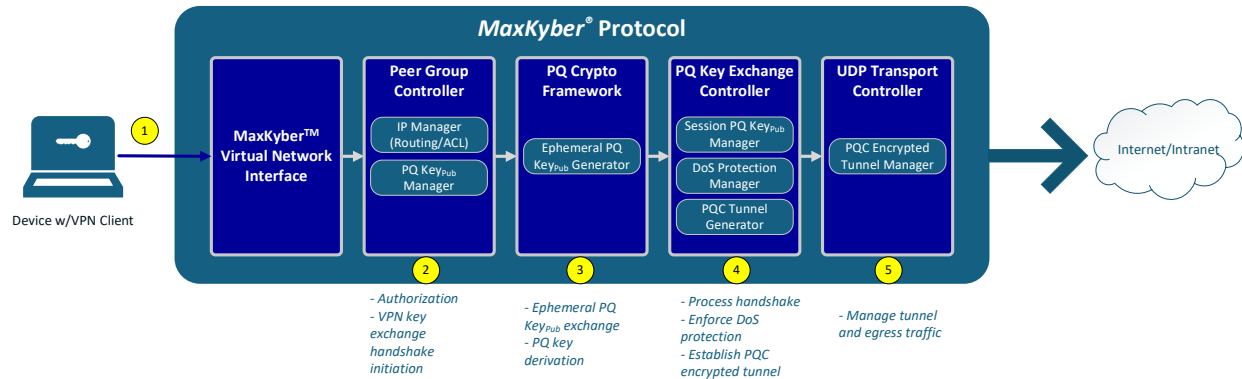 MaxKyber® Protocol
1
Device w/VPN Client
MaxKyberTM
Virtual Network
Interface
Peer Group
Controller
IP Manager
(Routing/ACL)
PQ KeyPub
Manager
2
- Authorization
- VPN key
exchange
handshake
initiation
PQ Crypto
Framework
Ephemeral PQ
KeyPub Generator
3
- Ephemeral PQ
KeyPub exchange
- PQ key
derivation
PQ Key Exchange
Controller
Session PQ KeyPub
Manager
DoS Protection
Manager
PQC Tunnel
Generator
4
- Process handshake
- Enforce DoS
protection
- Establish PQC
encrypted tunnel
UDP Transport
Controller
PQC Encrypted
Tunnel Manager
5
- Manage tunnel
and egress traffic
Internet/Intranet